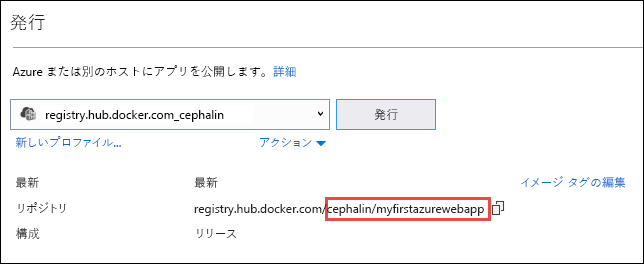 発行
Azure または別のホストにアプリを公開します。詳細
registry.hub.docker.com_cephalin 発行
新しいプロファイル... アクション
最新 最新 イメージ タグの編集
リポジトリ registry.hub.docker.com/cephalin/myfirstazurewebapp
構成 リリース